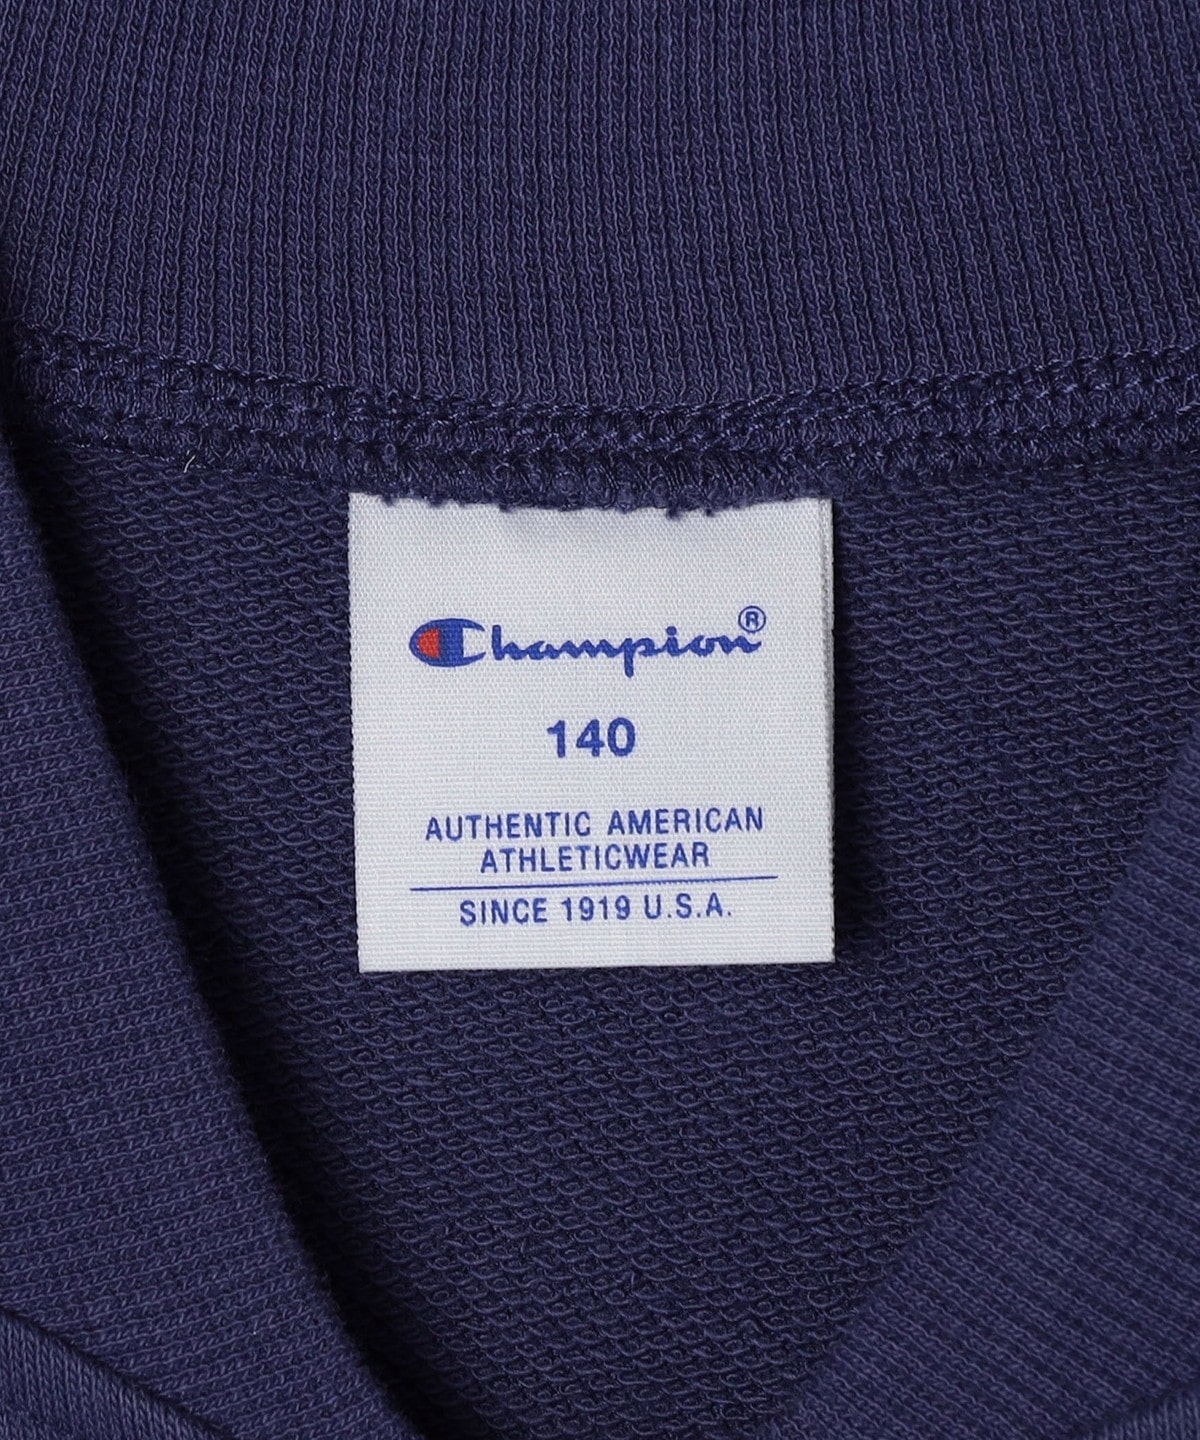 Champion®
140
AUTHENTIC AMERICAN
ATHLETICWEAR
SINCE 1919 U.S.A.